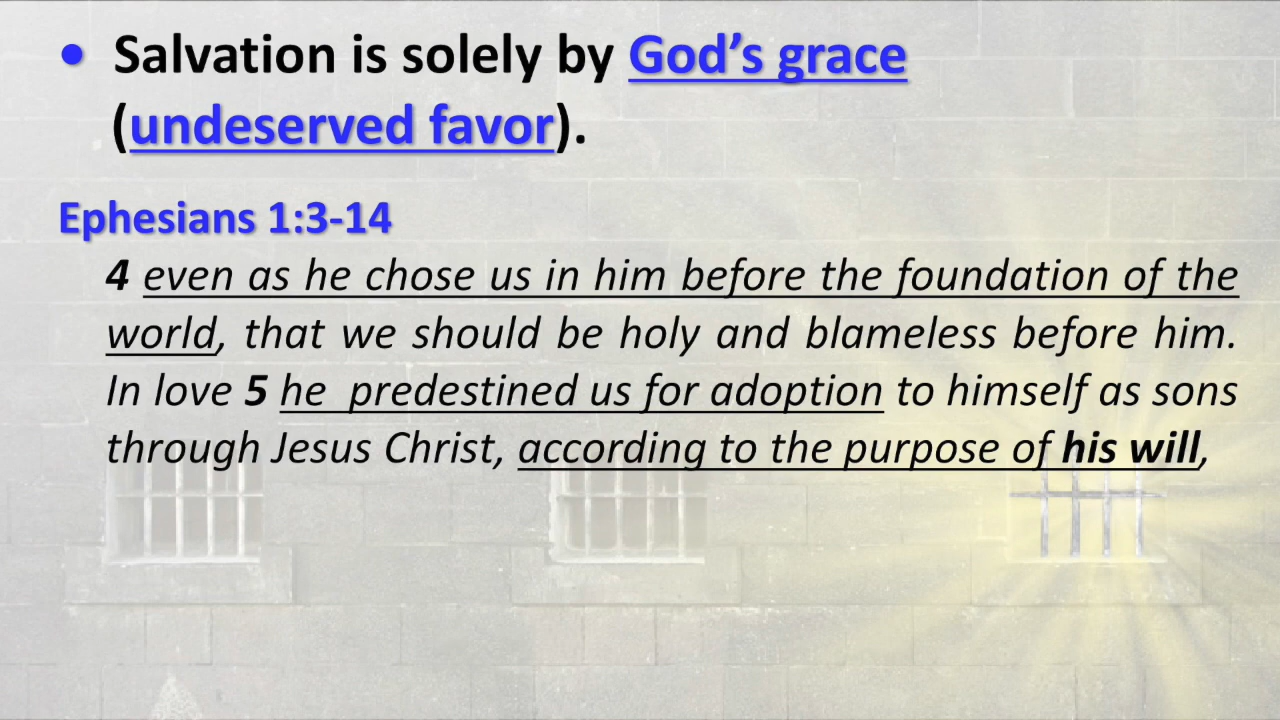 • Salvation is solely by God’s grace
(undeserved favor).
Ephesians 1:3-14
4 even as he chose us in him before the foundation of the
world, that we should be holy and blameless before him.
In love 5 he predestined us for adoption to himself as sons
through Jesus Christ, according to the purpose of his will,